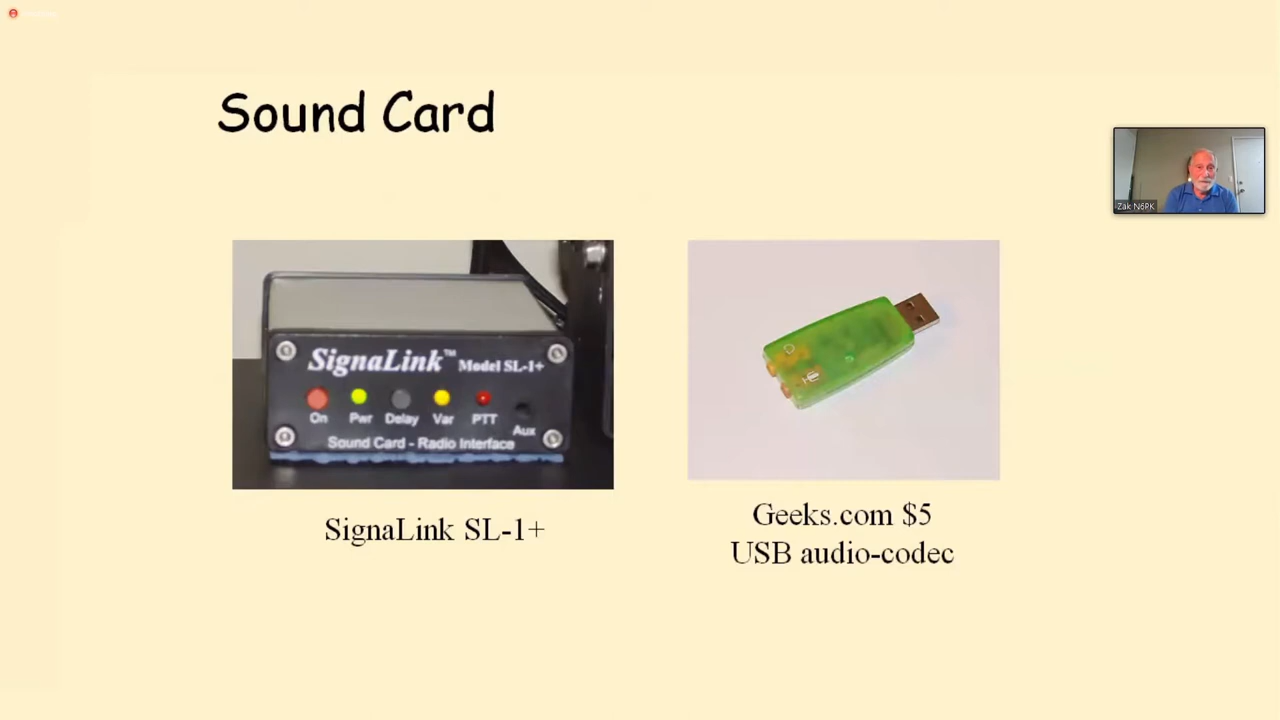 Sound Card
Zak N6PK
SignaLink™ Model SL-1+
On Pwr Delay Var PTT Aux
Sound Card - Radio Interface
SignaLink SL-1+
Geeks.com $5
USB audio-codec